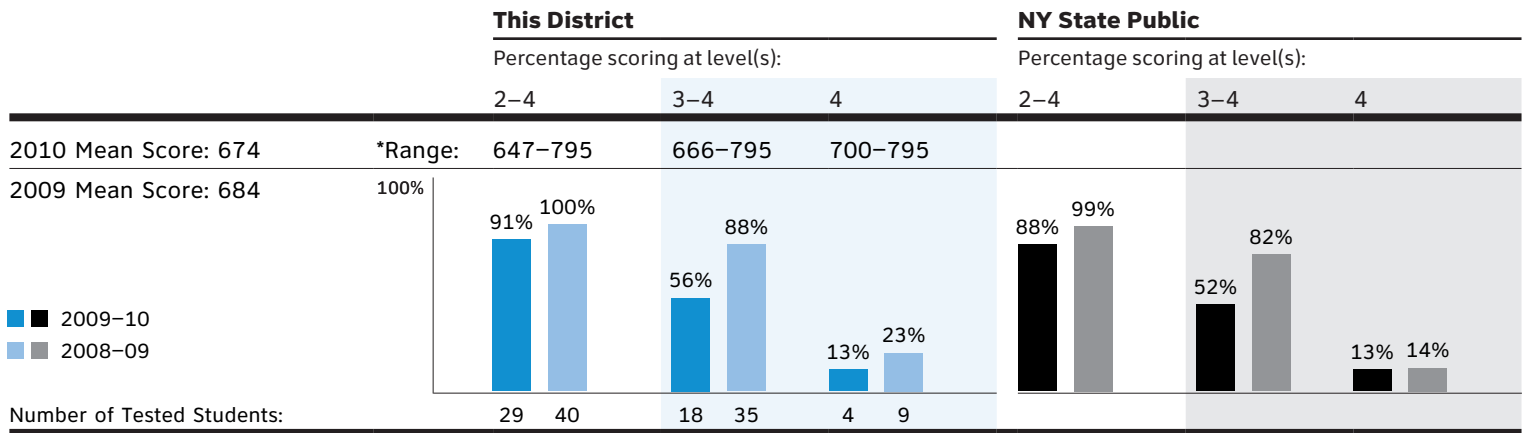 This District NY State Public
Percentage scoring at level(s): Percentage scoring at level(s):
2–4 3–4 4 2–4 3–4 4
2010 Mean Score: 674 *Range: 647–795 666–795 700–795
2009 Mean Score: 684 100%
91% 100% 56% 88% 13% 23% 88% 99% 52% 82% 13% 14%
2009–10
2008–09
Number of Tested Students: 29 40 18 35 4 9